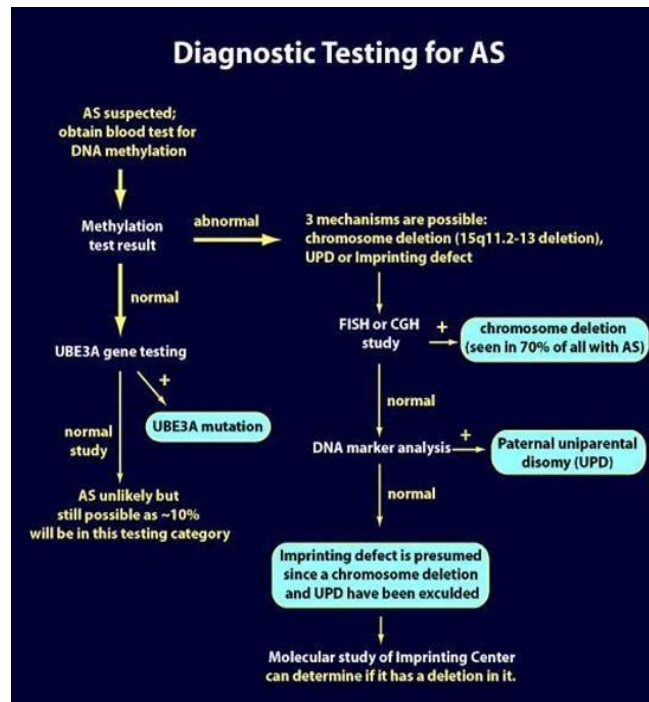 Diagnostic Testing for AS
AS suspected;
obtain blood test for
DNA methylation
Methylation
test result
abnormal
3 mechanisms are possible:
chromosome deletion (15q11.2-13 deletion),
UPD or Imprinting defect
normal
FISH or CGH
study
+
chromosome deletion
(seen in 70% of all with AS)
UBE3A gene testing
+
UBE3A mutation
normal
study
normal
DNA marker analysis
+
Paternal uniparental
disomy (UPD)
AS unlikely but
still possible as ~10%
will be in this testing category
normal
Imprinting defect is presumed
since a chromosome deletion
and UPD have been exculded
Molecular study of Imprinting Center
can determine if it has a deletion in it.